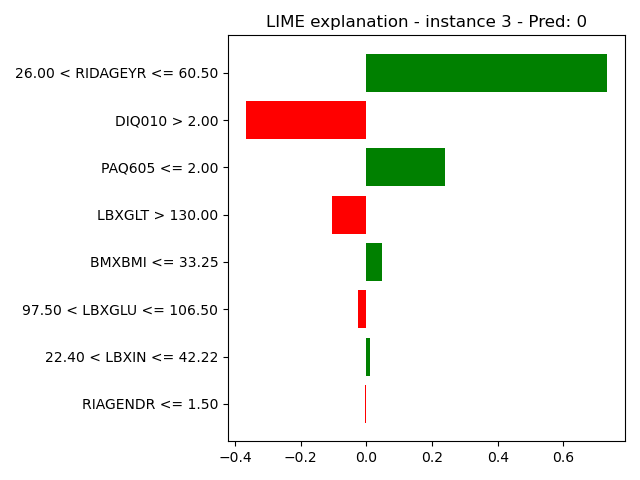 LIME explanation - instance 3 - Pred: 0
26.00 < RIDAGEYR <= 60.50
DIQ010 > 2.00
PAQ605 <= 2.00
LBXGLT > 130.00
BMXBMI <= 33.25
97.50 < LBXGLU <= 106.50
22.40 < LBXIN <= 42.22
RIAGENDR <= 1.50
−0.4 −0.2 0.0 0.2 0.4 0.6